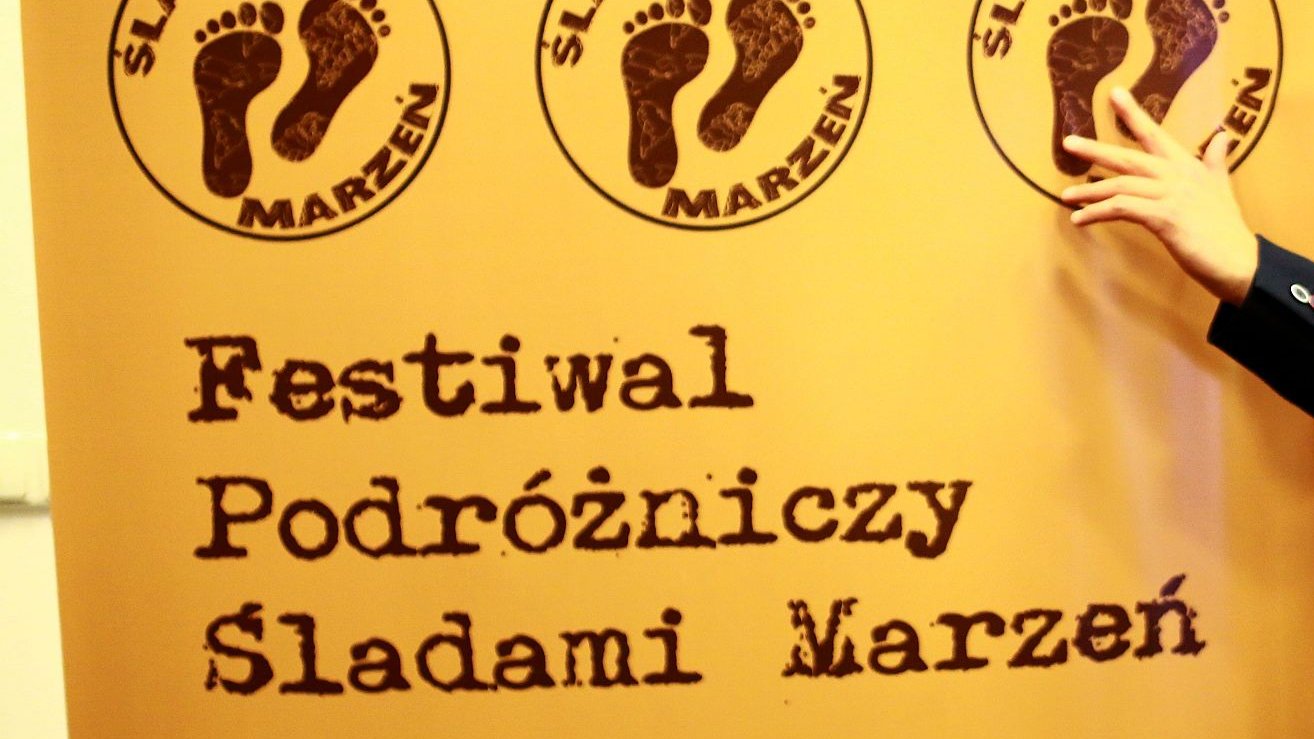 MARZEŃ
MARZEŃ
Festiwal
Podróżniczy
Śladami Marzeń